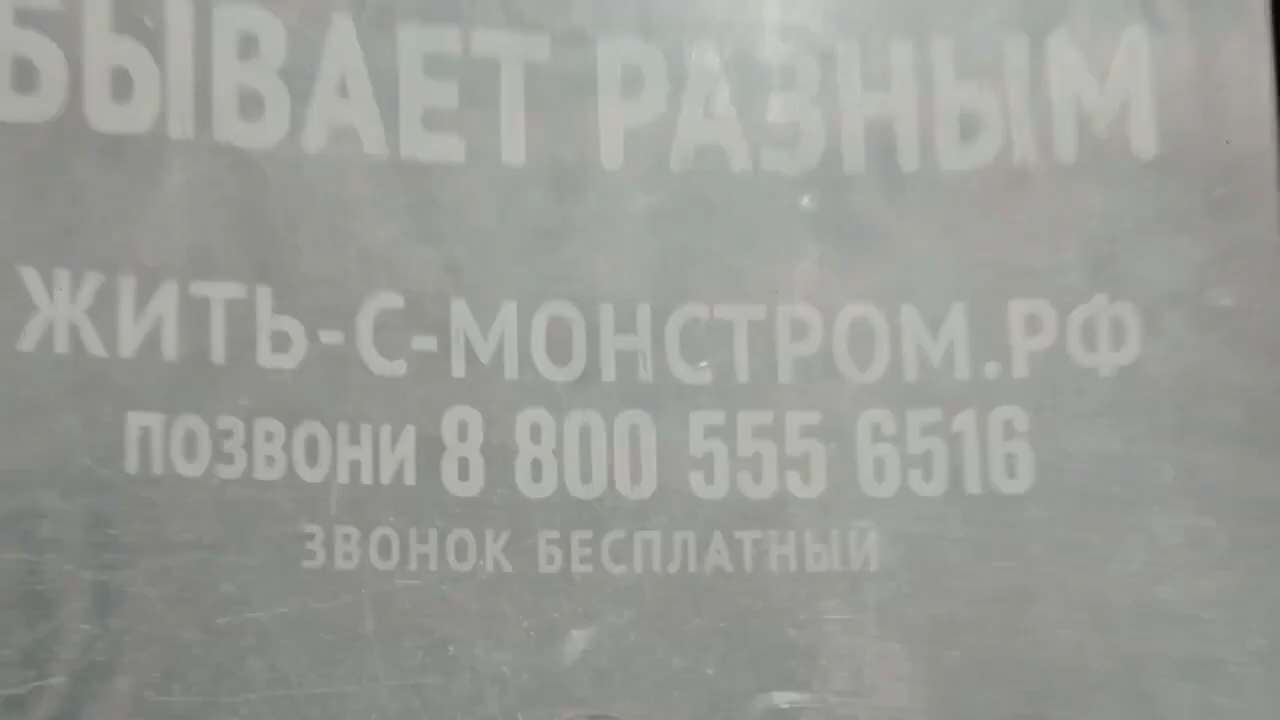 БЫВАЕТ РАЗНЫМ
ЖИТЬ-С-МОНСТРОМ.РФ
ПОЗВОНИ 8 800 555 6516
ЗВОНОК БЕСПЛАТНЫЙ